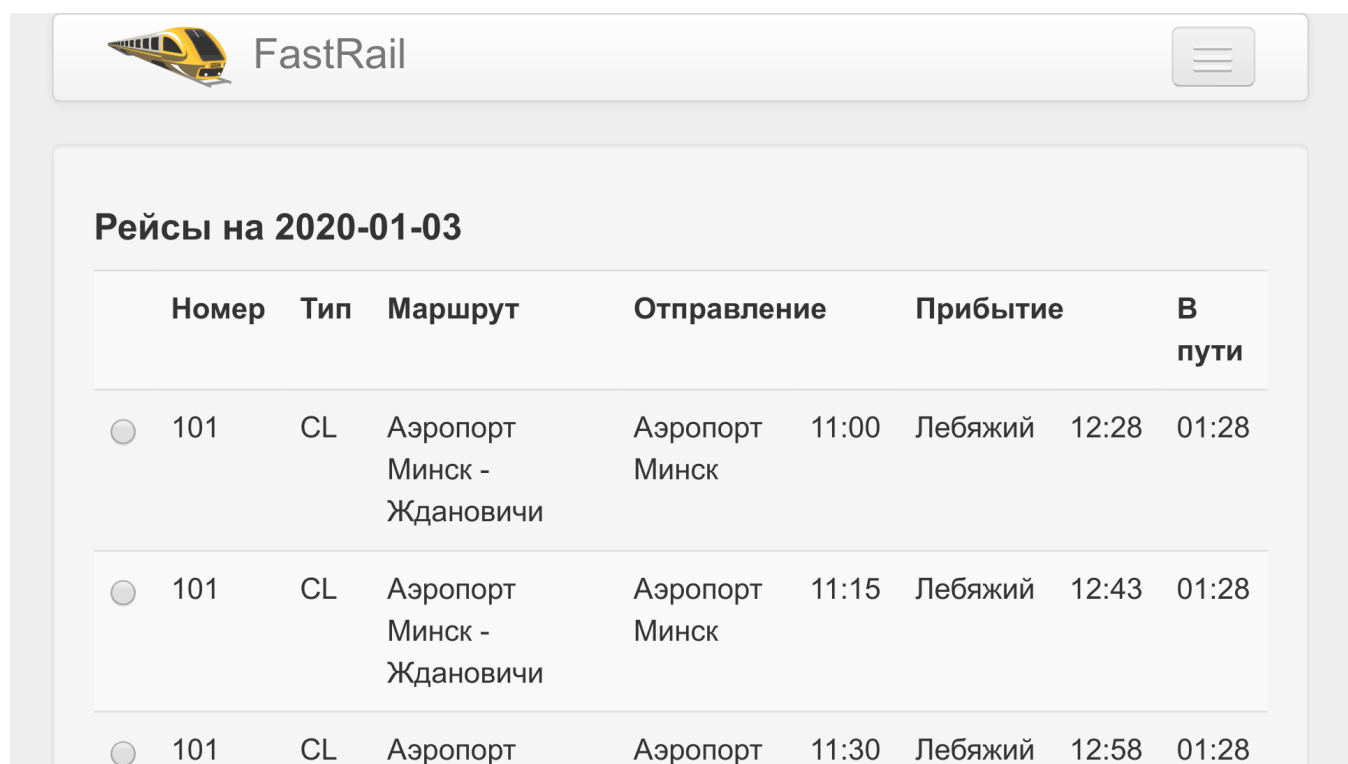 FastRail
Рейсы на 2020-01-03
Номер Тип Маршрут Отправление Прибытие В
пути
101 CL Аэропорт Аэропорт 11:00 Лебяжий 12:28 01:28
Минск - Минск
Ждановичи
101 CL Аэропорт Аэропорт 11:15 Лебяжий 12:43 01:28
Минск - Минск
Ждановичи
101 CL Аэропорт Аэропорт 11:30 Лебяжий 12:58 01:28